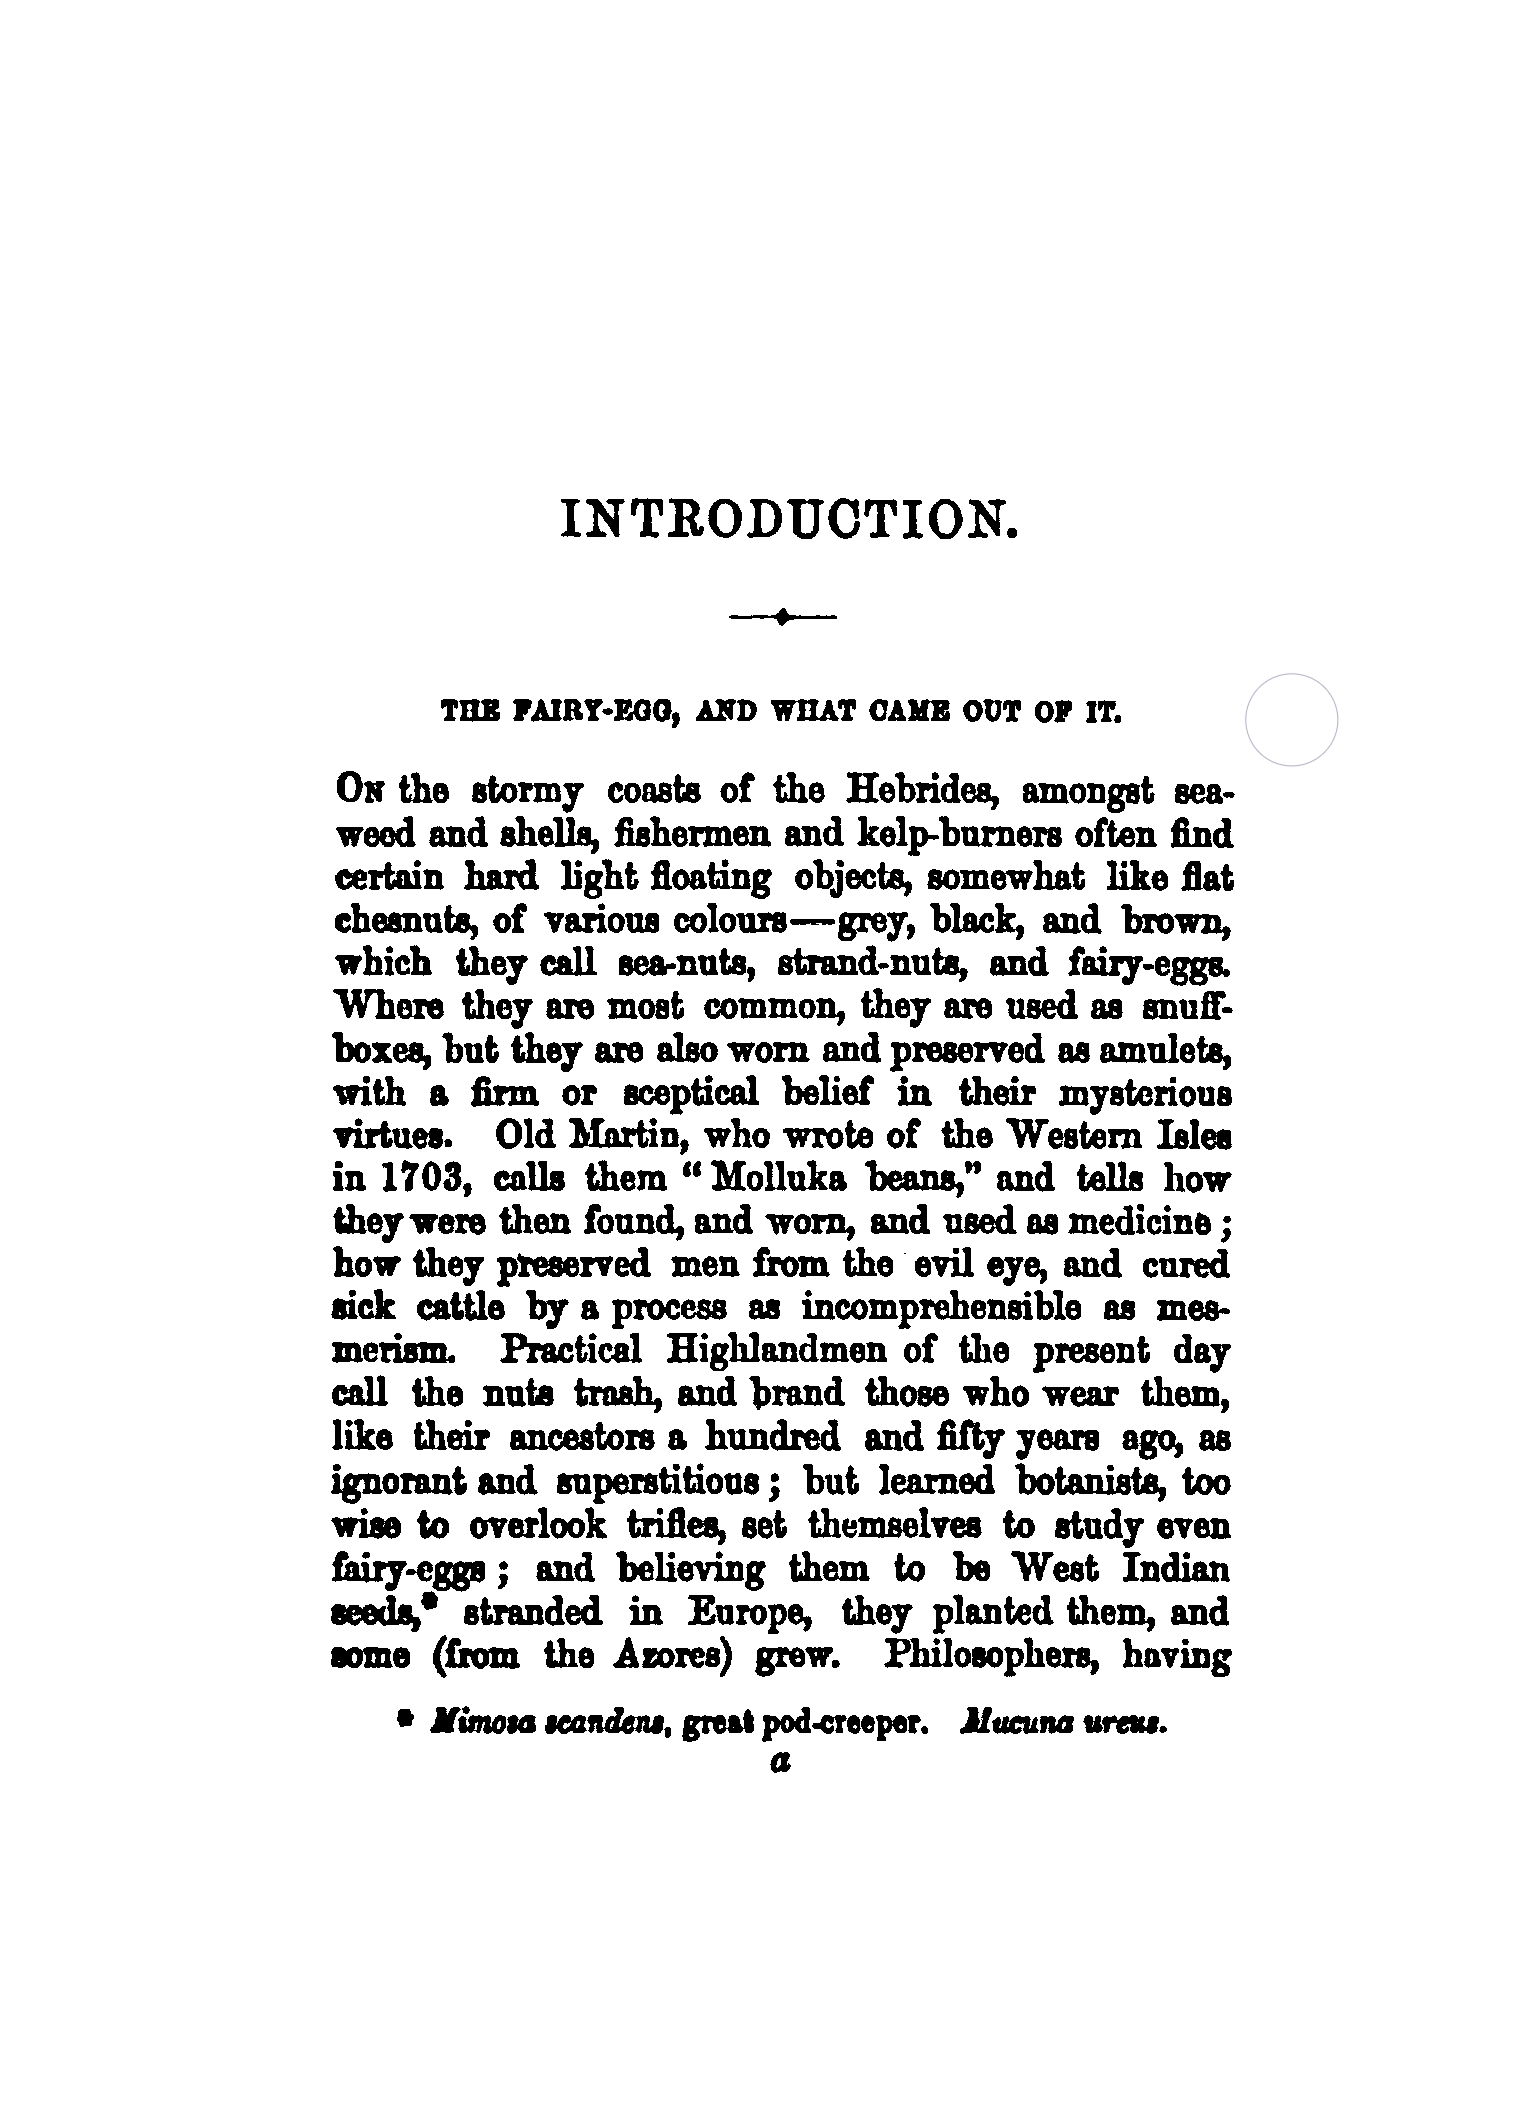 INTRODUCTION.
THE FAIRY-EGG, AND WHAT CAME OUT OF IT.
On the stormy coasts of the Hebrides, amongst sea-
weed and shells, fishermen and kelp-burners often find
certain hard light floating objects, somewhat like flat
chesnuts, of various colours—grey, black, and brown,
which they call sea-nuts, strand-nuts, and fairy-eggs.
Where they are most common, they are used as snuff-
boxes, but they are also worn and preserved as amulets,
with a firm or sceptical belief in their mysterious
virtues. Old Martin, who wrote of the Western Isles
in 1703, calls them “Molluka beans,” and tells how
they were then found, and worn, and used as medicine;
how they preserved men from the evil eye, and cured
sick cattle by a process as incomprehensible as mes-
merism. Practical Highlandmen of the present day
call the nuts trash, and brand those who wear them,
like their ancestors a hundred and fifty years ago, as
ignorant and superstitious; but learned botanists, too
wise to overlook trifles, set themselves to study even
fairy-eggs; and believing them to be West Indian
seeds,* stranded in Europe, they planted them, and
some (from the Azores) grew. Philosophers, having
* Mimosa scandens, great pod-creeper. Mucuna urens.
a